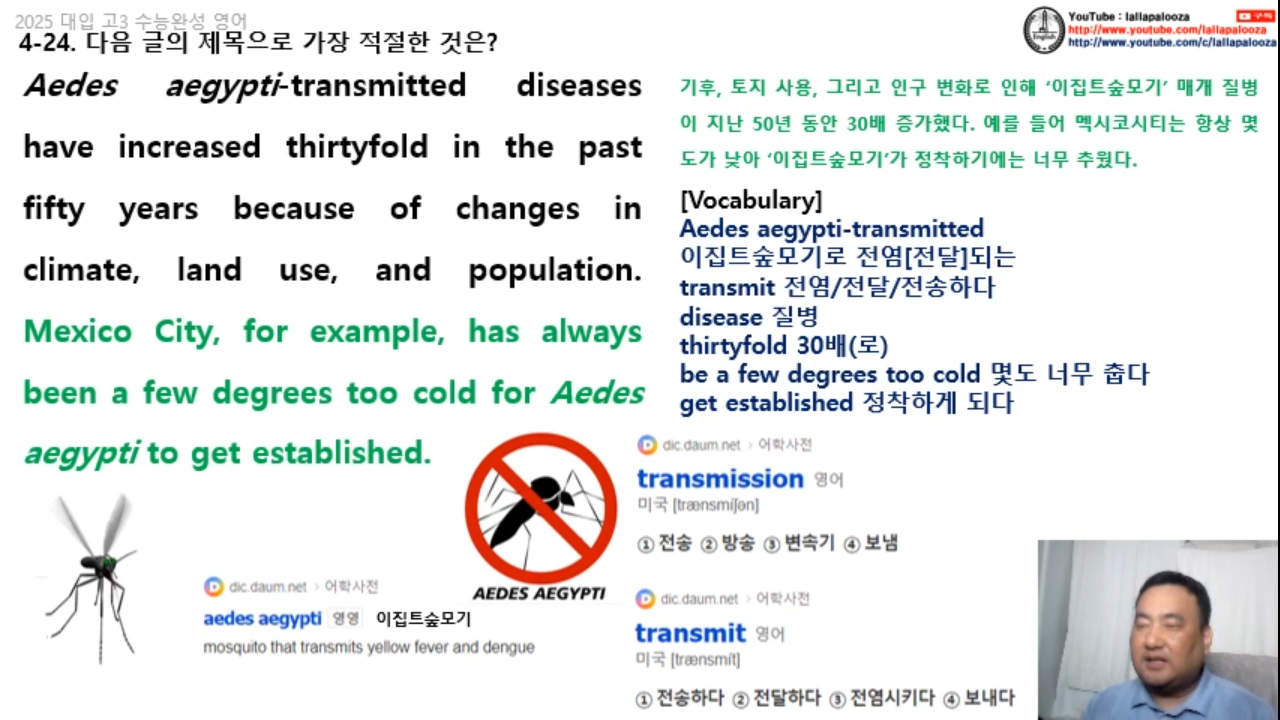 2025 대입 고3 수능완성 영어
4-24. 다음 글의 제목으로 가장 적절한 것은?
Aedes aegypti-transmitted diseases
have increased thirtyfold in the past
fifty years because of changes in
climate, land use, and population.
Mexico City, for example, has always
been a few degrees too cold for Aedes
aegypti to get established.
YouTube : lallapalooza
http://www.youtube.com/lallapalooza
http://www.youtube.com/c/lallapalooza
English
기후, 토지 사용, 그리고 인구 변화로 인해 ‘이집트숲모기’ 매개 질병
이 지난 50년 동안 30배 증가했다. 예를 들어 멕시코시티는 항상 몇
도가 낮아 ‘이집트숲모기’가 정착하기에는 너무 추웠다.
[Vocabulary]
Aedes aegypti-transmitted
이집트숲모기로 전염[전달]되는
transmit 전염/전달/전송하다
disease 질병
thirtyfold 30배(로)
be a few degrees too cold 몇도 너무 춥다
get established 정착하게 되다
AEDES AEGYPTI
dic.daum.net › 어학사전
aedes aegypti 영영 이집트숲모기
mosquito that transmits yellow fever and dengue
dic.daum.net › 어학사전
transmission 영어
미국 [trænsmíʃən]
① 전송 ② 방송 ③ 변속기 ④ 보냄
dic.daum.net › 어학사전
transmit 영어
미국 [trænsmít]
① 전송하다 ② 전달하다 ③ 전염시키다 ④ 보내다